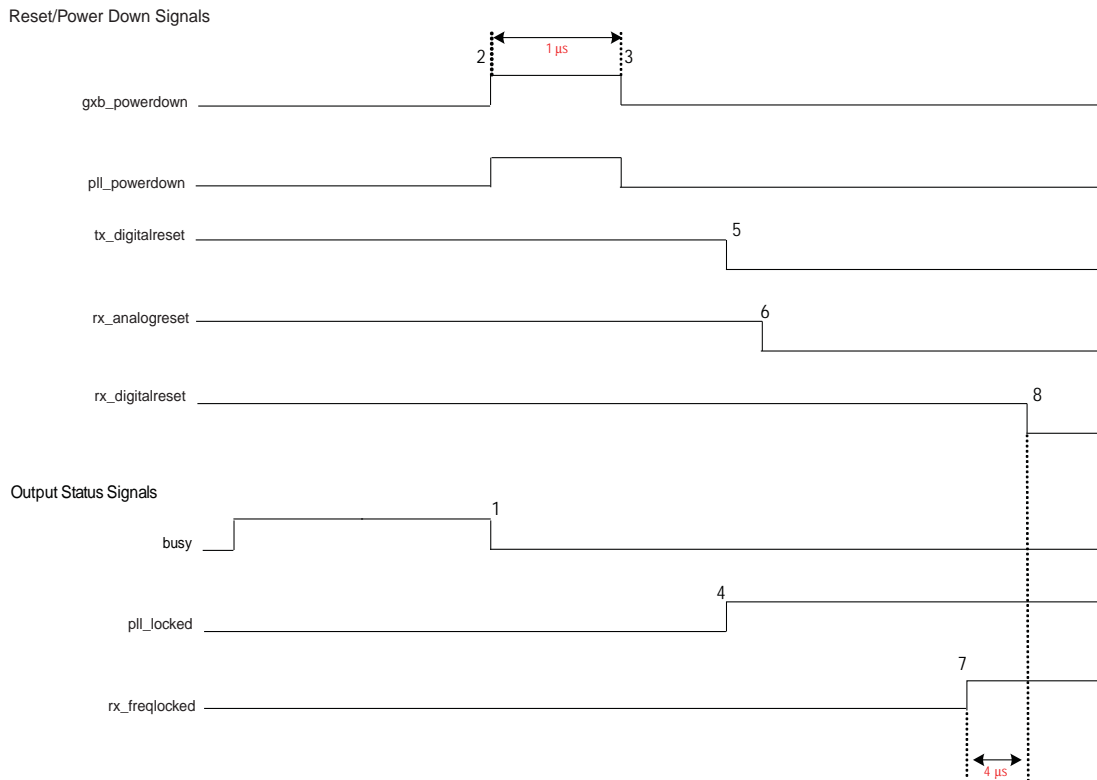 Reset/Power Down Signals
2
1 µs
3
gxb_powerdown
pll_powerdown
tx_digitalreset
5
rx_analogreset
6
rx_digitalreset
8
Output Status Signals
1
busy
4
pll_locked
7
rx_freqlocked
4 µs